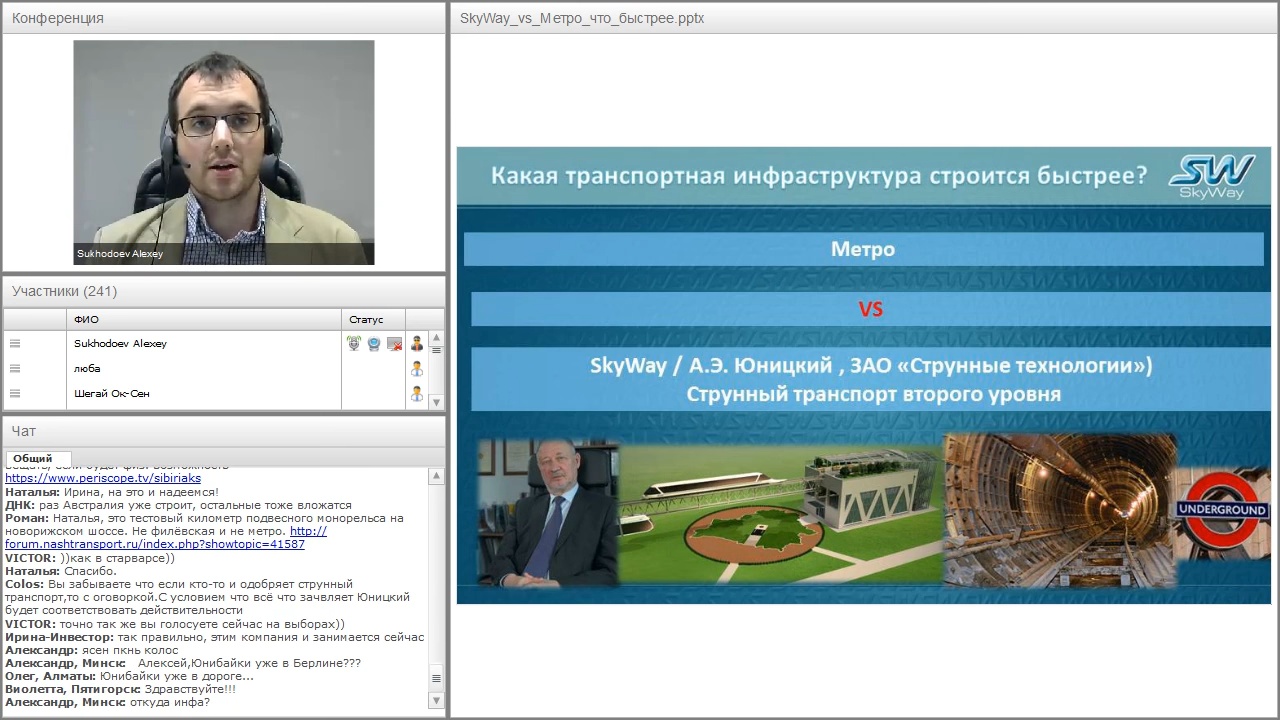 Конференция
Sukhodoev Alexey
Участники (241)
ФИО
Статус
Sukhodoev Alexey
люба
Шегай Ок-Сен
Чат
Общий
https://www.periscope.tv/sibiriaks
Наталья: Ирина, на это и надеемся!
ДНК: раз Австралия уже строит, остальные тоже вложатся
Роман: Наталья, это тестовый километр подвесного монорельса на
новорижском шоссе. Не филёвская и не метро. http://
forum.nashtransport.ru/index.php?showtopic=41587
VICTOR: ))как в старварсе))
Наталья: Спасибо.
Colos: Вы забываете что если кто-то и одобряет струнный
транспорт,то с оговоркой.С условием что всё что зачвляет Юницкий
будет соответствовать действительности
VICTOR: точно так же вы голосуете сейчас на выборах))
Ирина-Инвестор: так правильно, этим компания и занимается сейчас
Александр: ясен пкнь колос
Александр, Минск: Алексей,Юнибайки уже в Берлине???
Олег, Алматы: Юнибайки уже в дороге...
Виолетта, Пятигорск: Здравствуйте!!!
Александр, Минск: откуда инфа?
SkyWay_vs_Метро_что_быстрее.pptx
Какая транспортная инфраструктура строится быстрее?
SW
SkyWay
Метро
VS
SkyWay / А.Э. Юницкий , ЗАО «Струнные технологии»)
Струнный транспорт второго уровня
UNDERGROUND